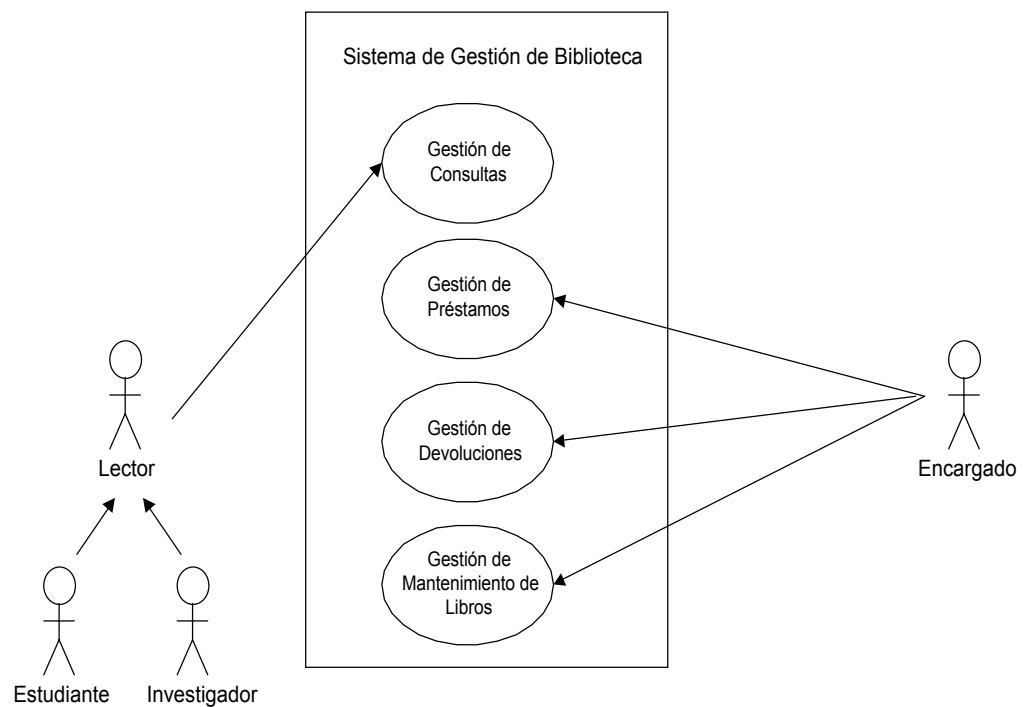 Sistema de Gestión de Biblioteca
Gestión de
Consultas
Gestión de
Préstamos
Gestión de
Devoluciones
Gestión de
Mantenimiento de
Libros
Lector
Encargado
Estudiante
Investigador